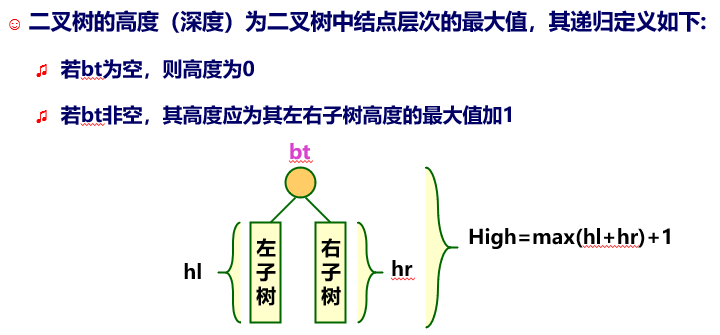 二叉树的高度（深度）为二叉树中结点层次的最大值，其递归定义如下:
若bt为空，则高度为0
若bt非空，其高度应为其左右子树高度的最大值加1
bt
左子树
右子树
hl
hr
High=max(hl+hr)+1